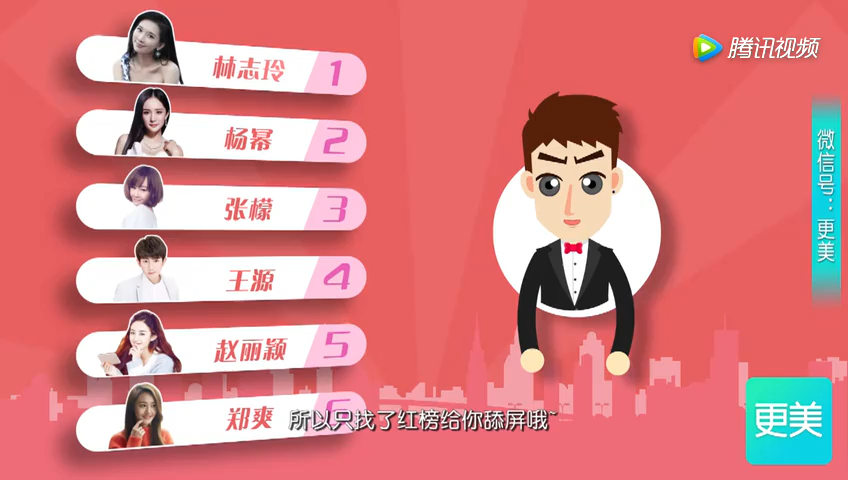 腾讯视频
林志玲 1
杨幂 2
张檬 3
王源 4
赵丽颖 5
郑爽 6
微信号：更美
所以只找了红榜给你舔屏哦~
更美